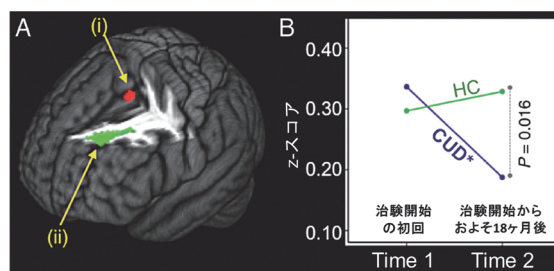 A
(i)
(ii)
B
z-スコア
0.40
0.30
0.20
0.10
HC
CUD*
P = 0.016
治験開始
の初回
治験開始から
およそ18ヶ月後
Time 1
Time 2